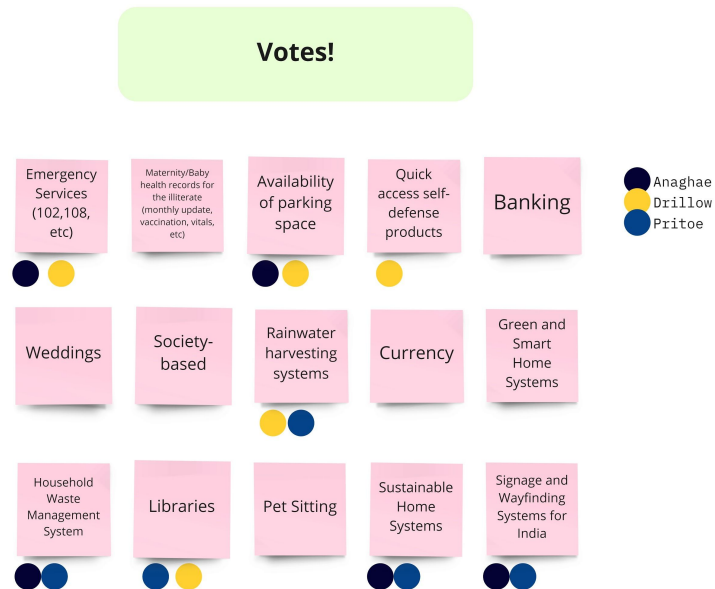 Votes!
Emergency
Services
(102,108,
etc)
Maternity/Baby
health records for
the illiterate
(monthly update,
vaccination, vitals,
etc)
Availability
of parking
space
Quick
access self-
defense
products
Banking
Anaghae
Drillow
Pritoe
Weddings
Society-
based
Rainwater
harvesting
systems
Currency
Green and
Smart
Home
Systems
Household
Waste
Management
System
Libraries
Pet Sitting
Sustainable
Home
Systems
Signage and
Wayfinding
Systems for
India